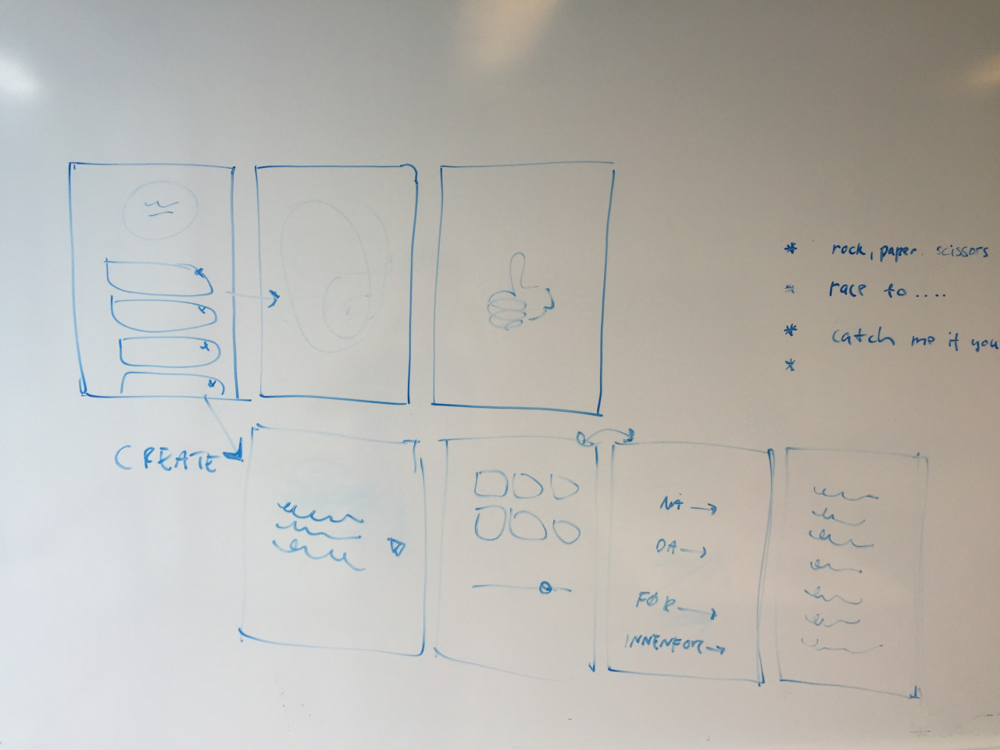 * rock, paper, scissors
* race to ....
* catch me if you
*
CREATE
NÅ →
DA →
FØR →
INNENFOR →